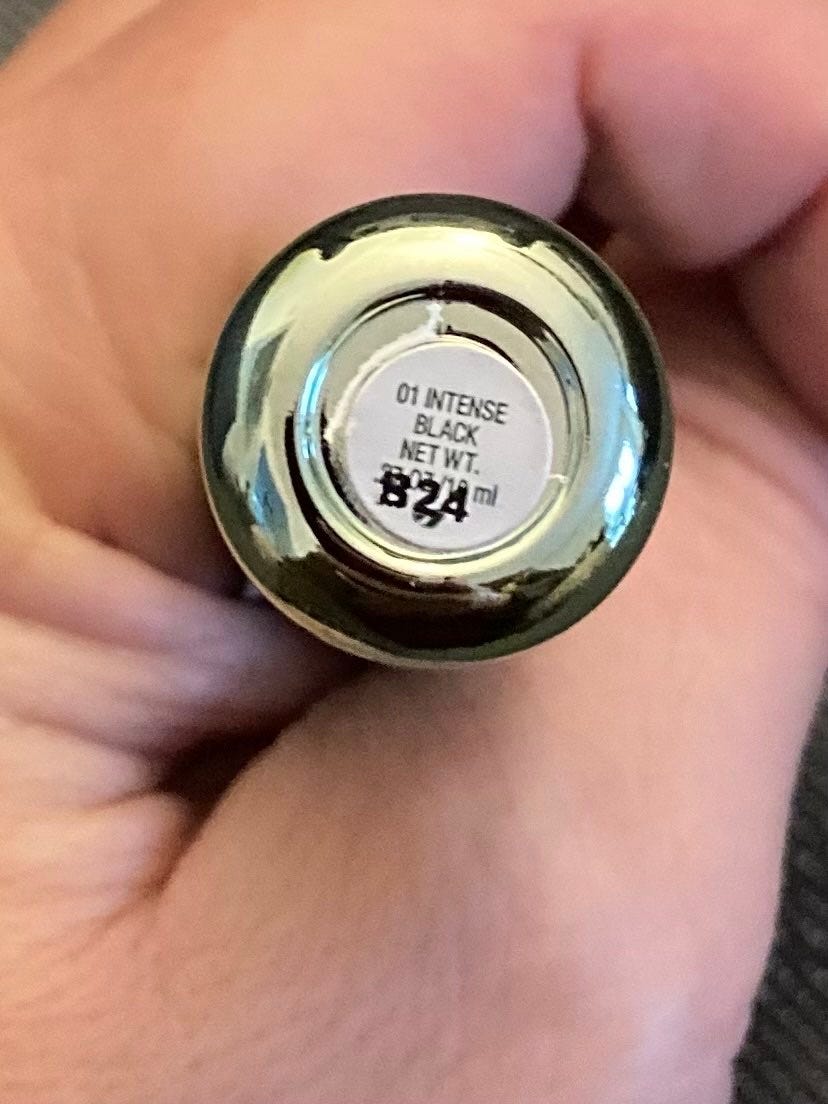 01 INTENSE
BLACK
NET WT.
ml
B24